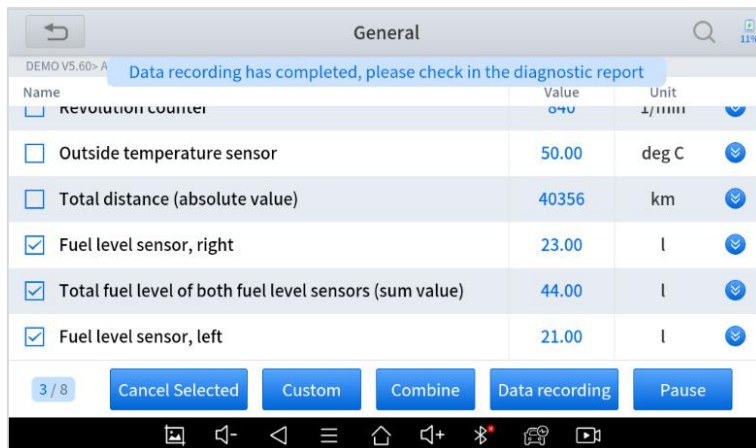 General
11%
DEMO V5.60> A
Data recording has completed, please check in the diagnostic report
Name Value Unit
Revolution counter 840 1/min
Outside temperature sensor 50.00 deg C
Total distance (absolute value) 40356 km
Fuel level sensor, right 23.00 l
Total fuel level of both fuel level sensors (sum value) 44.00 l
Fuel level sensor, left 21.00 l
3 / 8 Cancel Selected Custom Combine Data recording Pause